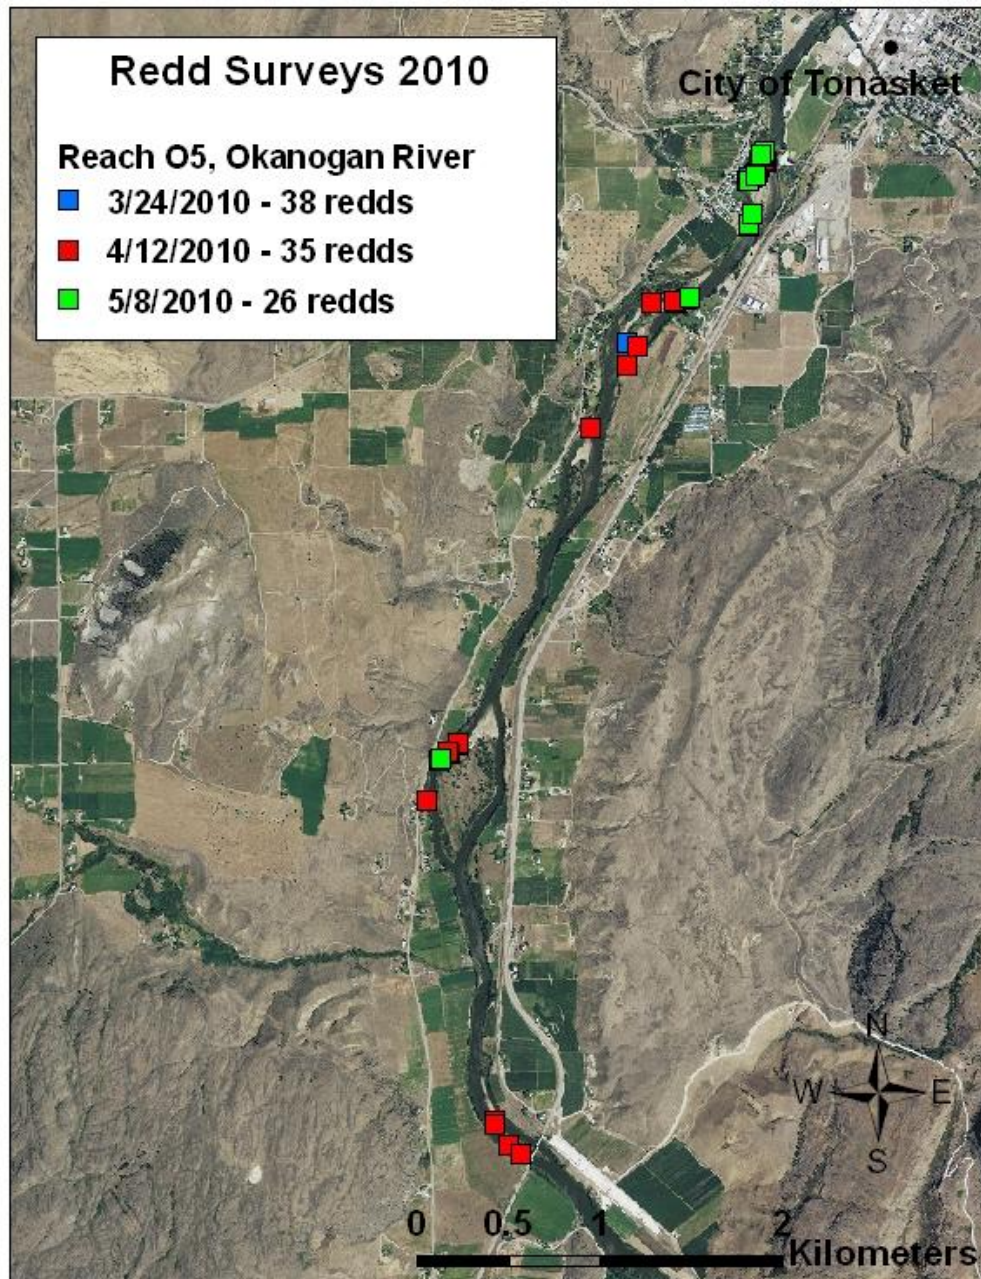 Redd Surveys 2010
City of Tonasket
Reach O5, Okanogan River
3/24/2010 - 38 redds
4/12/2010 - 35 redds
5/8/2010 - 26 redds
N
W E
S
0 0.5 1 2
Kilometers